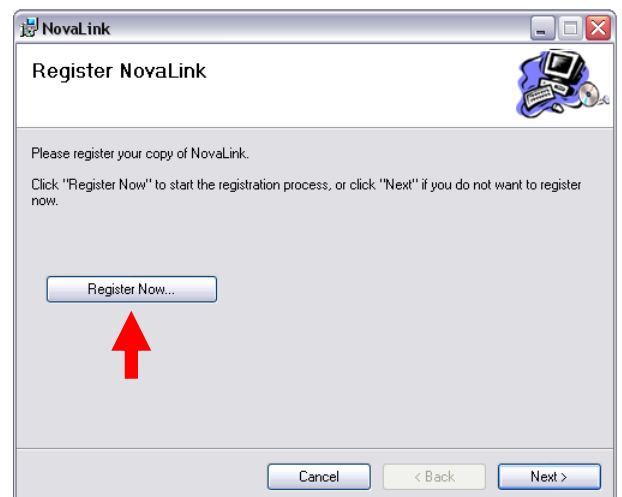 NovaLink
Register NovaLink
Please register your copy of NovaLink.
Click "Register Now" to start the registration process, or click "Next" if you do not want to register
now.
Register Now...
Cancel
< Back
Next >